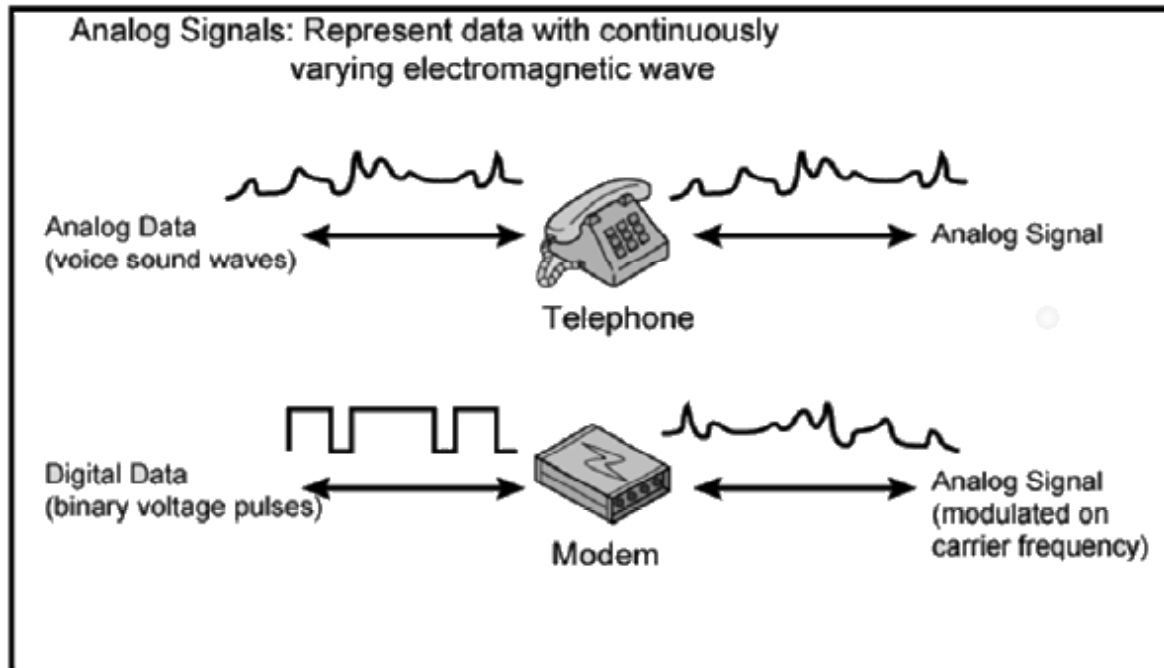 Analog Signals: Represent data with continuously
varying electromagnetic wave
Analog Data
(voice sound waves)
Analog Signal
Telephone
Digital Data
(binary voltage pulses)
Analog Signal
(modulated on
carrier frequency)
Modem